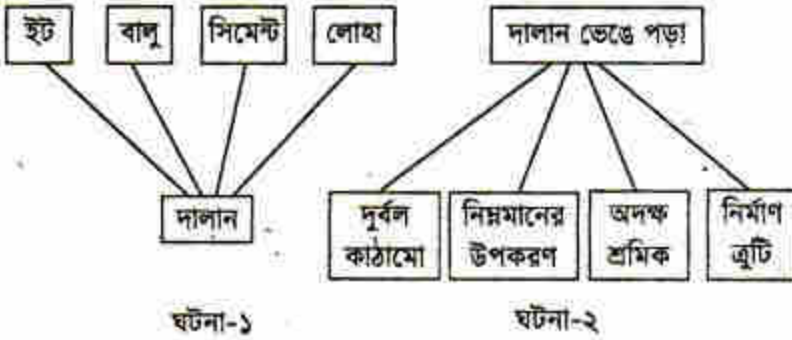 ইট
বালু
সিমেন্ট
লোহা
দালান
ঘটনা-১
দালান ভেঙে পড়া
দুর্বল
কাঠামো
নিম্নমানের
উপকরণ
অদক্ষ
শ্রমিক
নির্মাণ
ত্রুটি
ঘটনা-২